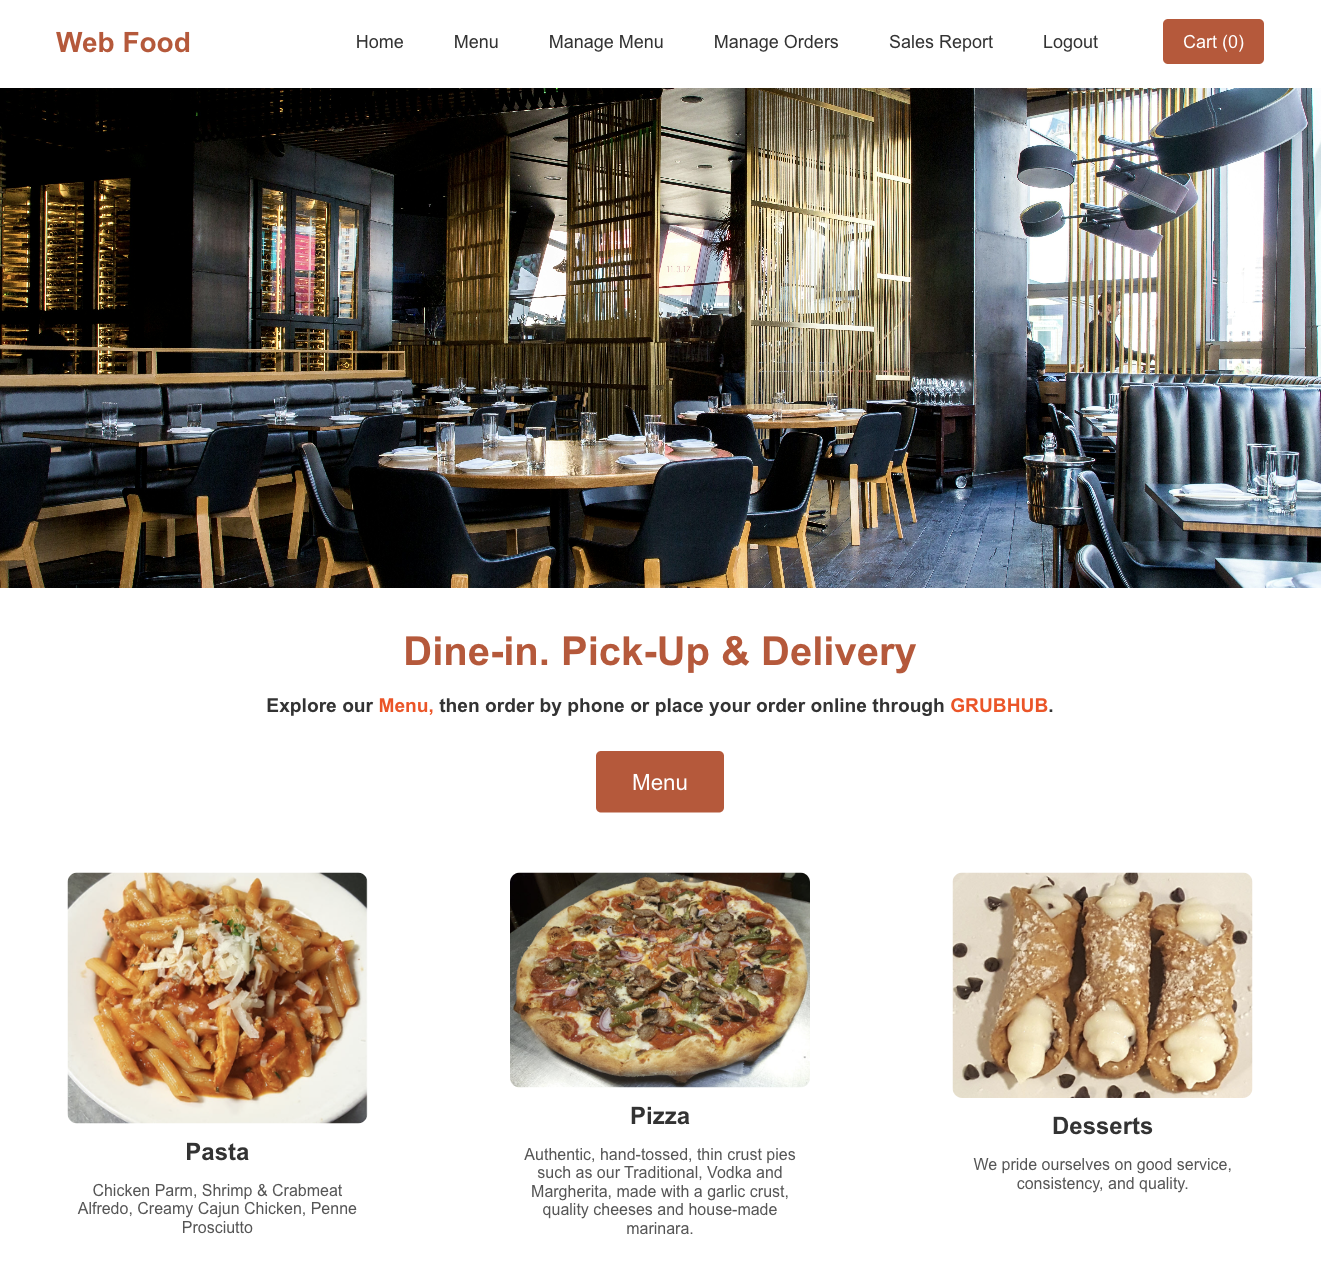 Web Food
Home
Menu
Manage Menu
Manage Orders
Sales Report
Logout
Cart (0)
Dine-in. Pick-Up & Delivery
Explore our Menu, then order by phone or place your order online through GRUBHUB.
Menu
Pasta
Chicken Parm, Shrimp & Crabmeat
Alfredo, Creamy Cajun Chicken, Penne
Prosciutto
Pizza
Authentic, hand-tossed, thin crust pies
such as our Traditional, Vodka and
Margherita, made with a garlic crust,
quality cheeses and house-made
marinara.
Desserts
We pride ourselves on good service,
consistency, and quality.